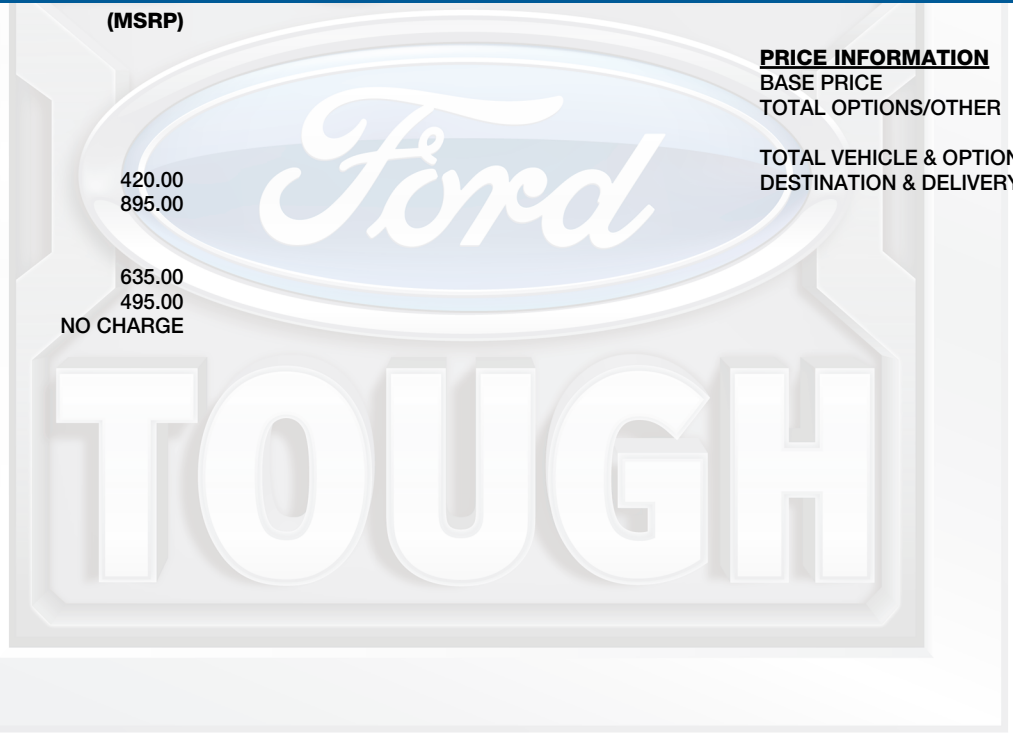 (MSRP)
420.00
895.00
635.00
495.00
NO CHARGE
PRICE INFORMATION
BASE PRICE
TOTAL OPTIONS/OTHER
TOTAL VEHICLE & OPTION
DESTINATION & DELIVERY
Ford
TOUGH